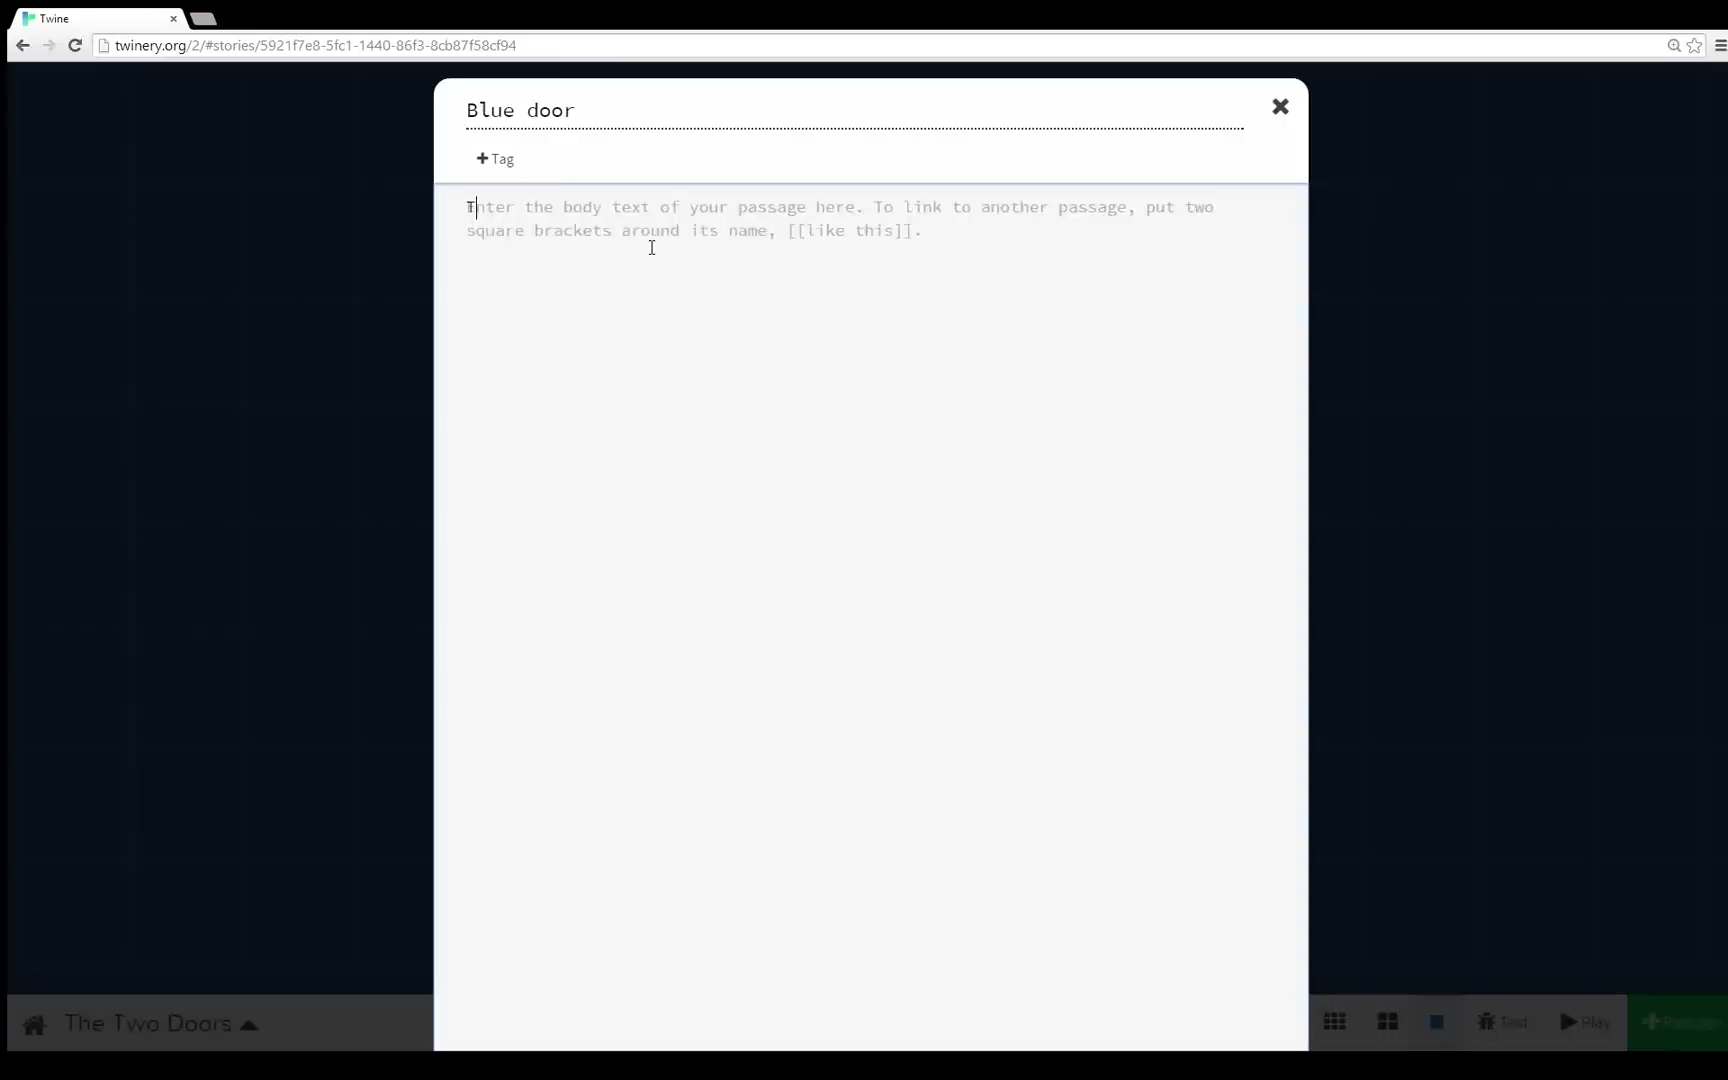 Twine
twinery.org/2/#stories/5921f7e8-5fc1-1440-86f3-8cb87f58cf94
Blue door
Tag
Enter the body text of your passage here. To link to another passage, put two
square brackets around its name, [[like this]].
The Two Doors
Test
Play
Passage